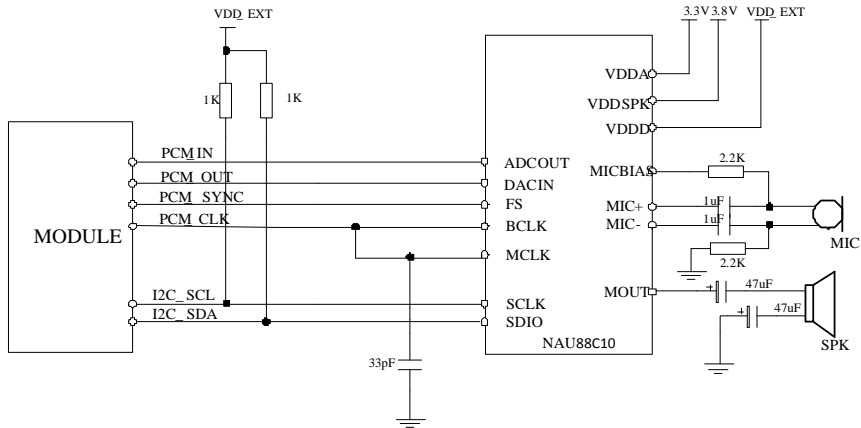 VDD_EXT
3.3V 3.8V VDD_EXT
1K 1K
VDDA
VDDSPK
VDDD
PCM_IN
ADCOUT
MICBIAS
2.2K
PCM_OUT
DACIN
PCM_SYNC
FS
MIC+
1uF
PCM_CLK
BCLK
MIC-
1uF
MODULE
MIC
MCLK
2.2K
I2C_SCL
SCLK
MOUT
47uF
I2C_SDA
SDIO
47uF
NAU88C10
SPK
33pF